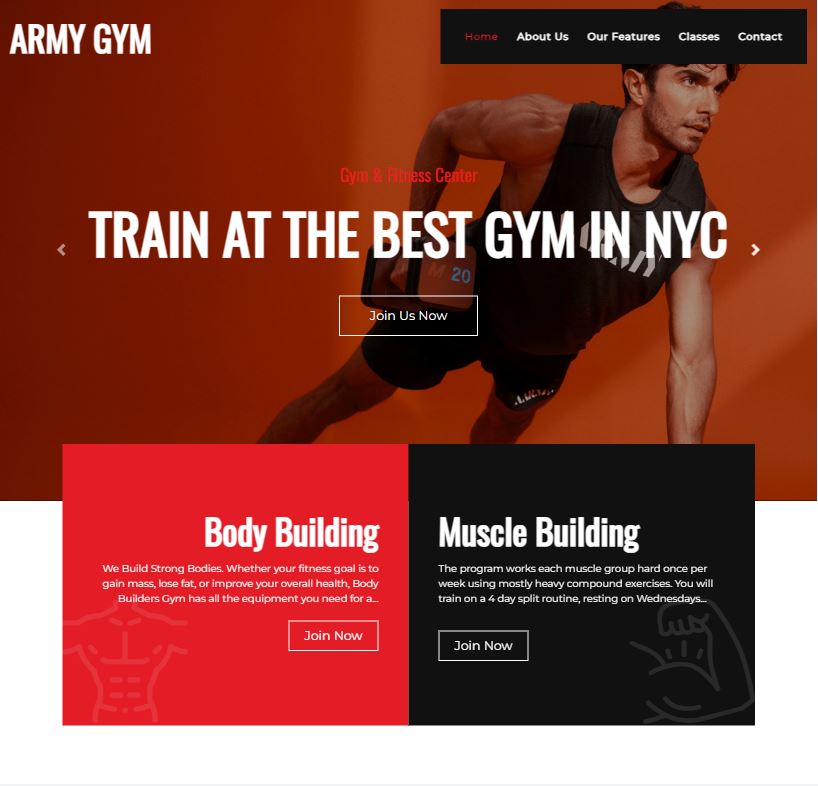 ARMY GYM
Home About Us Our Features Classes Contact
Gym & Fitness Center
TRAIN AT THE BEST GYM IN NYC
20
Join Us Now
Body Building
We Build Strong Bodies. Whether your fitness goal is to
gain mass, lose fat, or improve your overall health, Body
Builders Gym has all the equipment you need for a...
Join Now
Muscle Building
The program works each muscle group hard once per
week using mostly heavy compound exercises. You will
train on a 4 day split routine, resting on Wednesdays...
Join Now